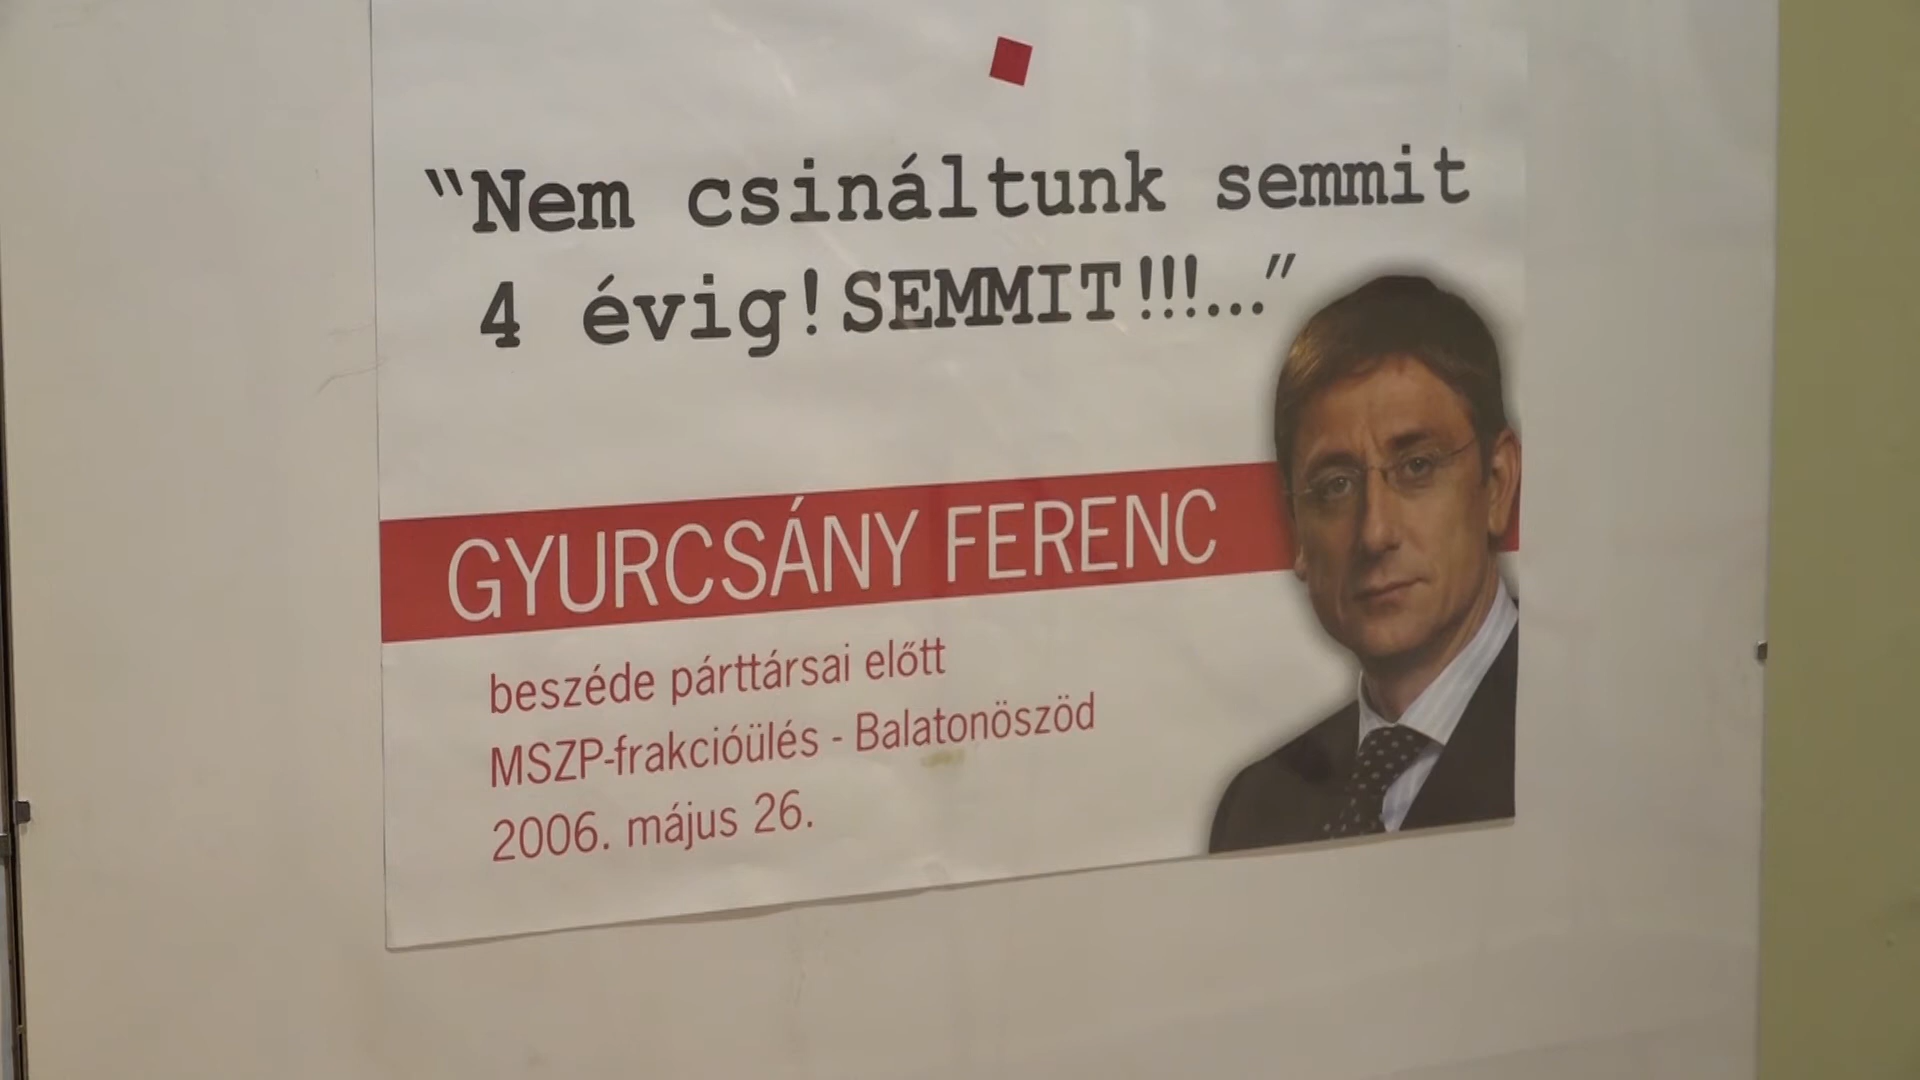 “Nem csináltunk semmit
4 évig!SEMMIT!!!...”
GYURCSÁNY FERENC
beszéde párttársai előtt
MSZP-frakcióülés - Balatonöszöd
2006. május 26.